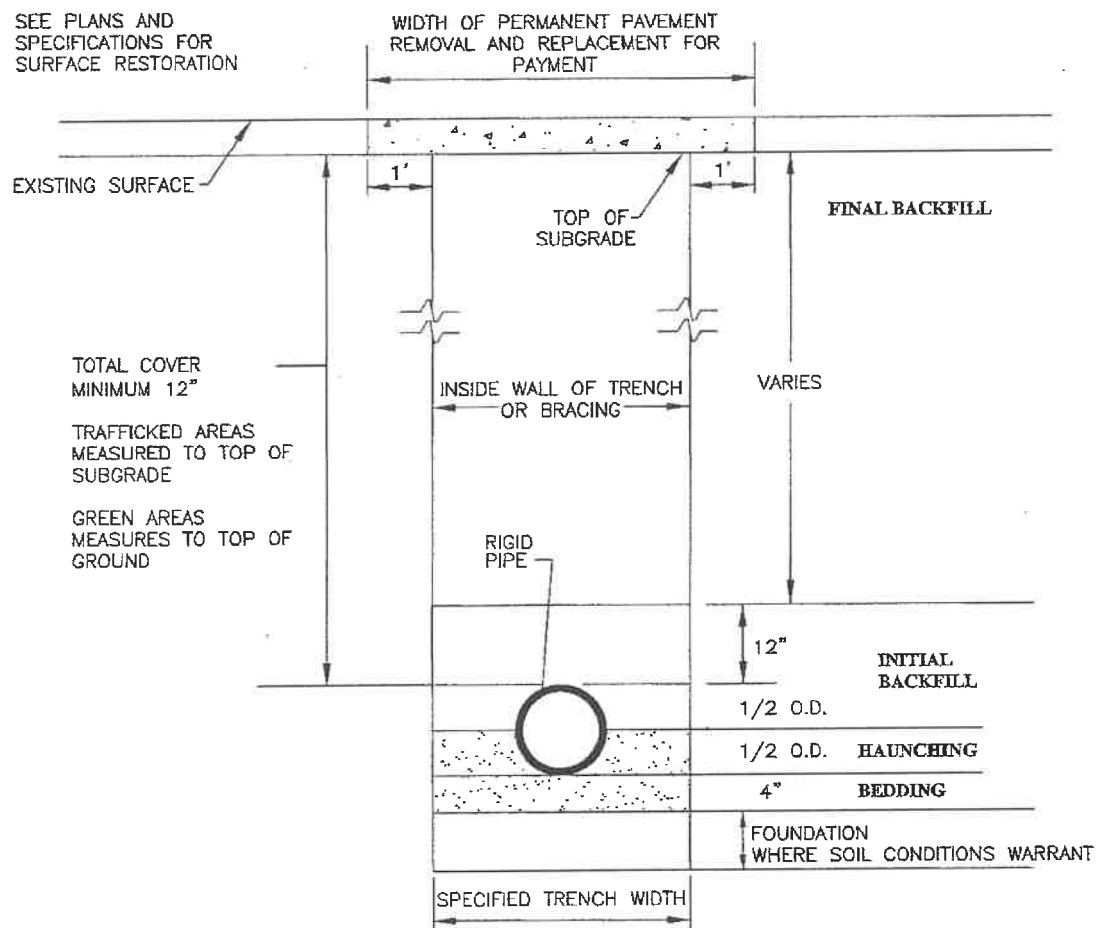 SEE PLANS AND
SPECIFICATIONS FOR
SURFACE RESTORATION
WIDTH OF PERMANENT PAVEMENT
REMOVAL AND REPLACEMENT FOR
PAYMENT
EXISTING SURFACE
1'
1'
TOP OF
SUBGRADE
FINAL BACKFILL
TOTAL COVER
MINIMUM 12"
TRAFFICKED AREAS
MEASURED TO TOP OF
SUBGRADE
GREEN AREAS
MEASURES TO TOP OF
GROUND
INSIDE WALL OF TRENCH
OR BRACING
VARIES
RIGID
PIPE
12"
INITIAL
BACKFILL
1/2 O.D.
1/2 O.D. HAUNCHING
4" BEDDING
FOUNDATION
WHERE SOIL CONDITIONS WARRANT
SPECIFIED TRENCH WIDTH